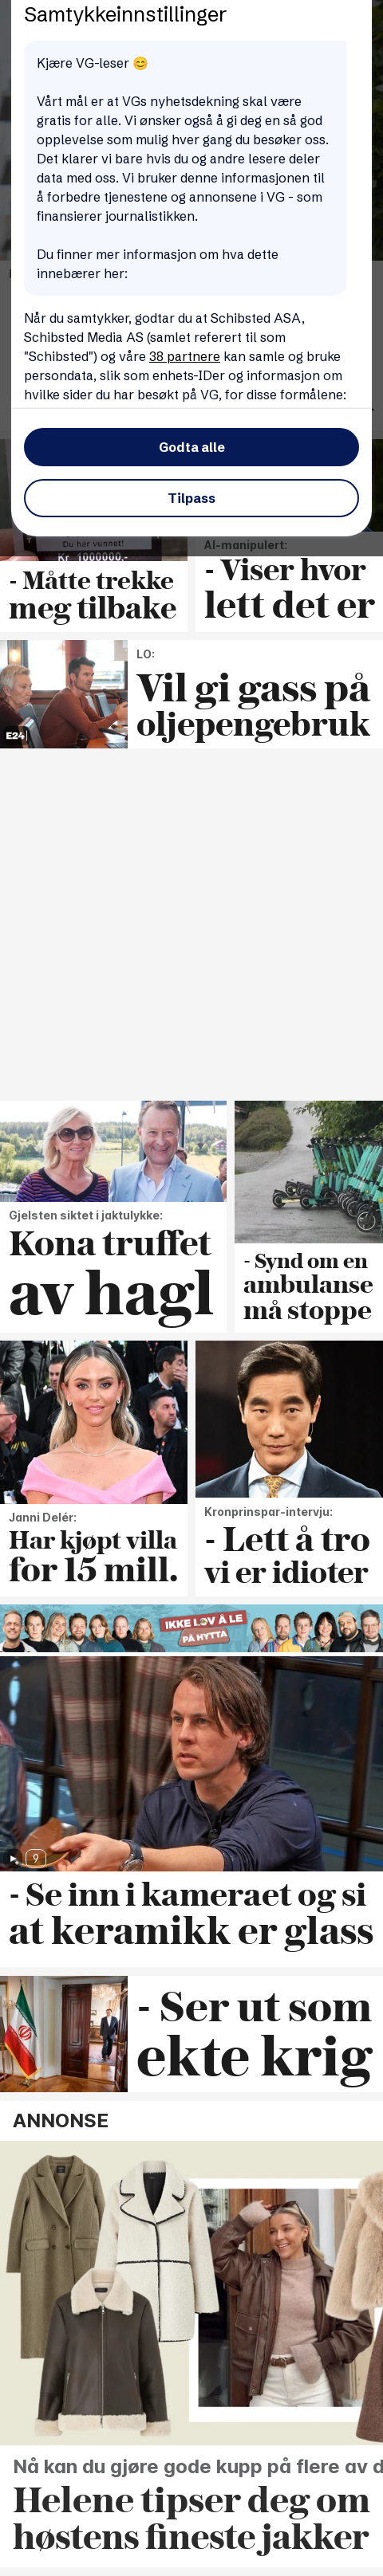 Samtykkeinnstillinger
Kjære VG-leser 😊
Vårt mål er at VGs nyhetsdekning skal være
gratis for alle. Vi ønsker også å gi deg en så god
opplevelse som mulig hver gang du besøker oss.
Det klarer vi bare hvis du og andre lesere deler
data med oss. Vi bruker denne informasjonen til
å forbedre tjenestene og annonsene i VG - som
finansierer journalistikken.
Du finner mer informasjon om hva dette
innebærer her:
Når du samtykker, godtar du at Schibsted ASA,
Schibsted Media AS (samlet referert til som
"Schibsted") og våre 38 partnere kan samle og bruke
persondata, slik som enhets-IDer og informasjon om
hvilke sider du har besøkt på VG, for disse formålene:
Godta alle
Tilpass
Du har vunnet!
Kr 1000000,-
- Måtte trekke
meg tilbake
AI-manipulert:
- Viser hvor
lett det er
E24
LO:
Vil gi gass på
oljepengebruk
Gjelsten siktet i jaktulykke:
Kona truffet
av hagl
- Synd om en
ambulanse
må stoppe
Janni Delér:
Har kjøpt villa
for 15 mill.
Kronprinspar-intervju:
- Lett å tro
vi er idioter
IKKE LOV Å LE
PÅ HYTTA
9
- Se inn i kameraet og si
at keramikk er glass
- Ser ut som
ekte krig
ANNONSE
Nå kan du gjøre gode kupp på flere av d
Helene tipser deg om
høstens fineste jakker